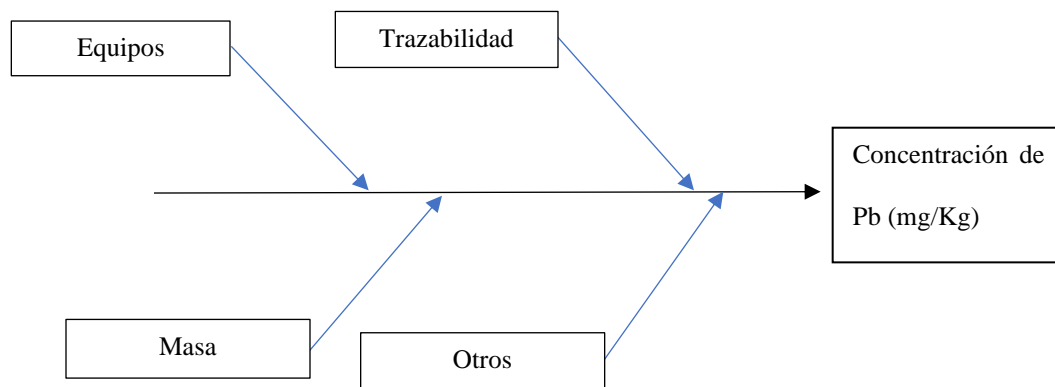 Equipos
Trazabilidad
Concentración de
Pb (mg/Kg)
Masa
Otros